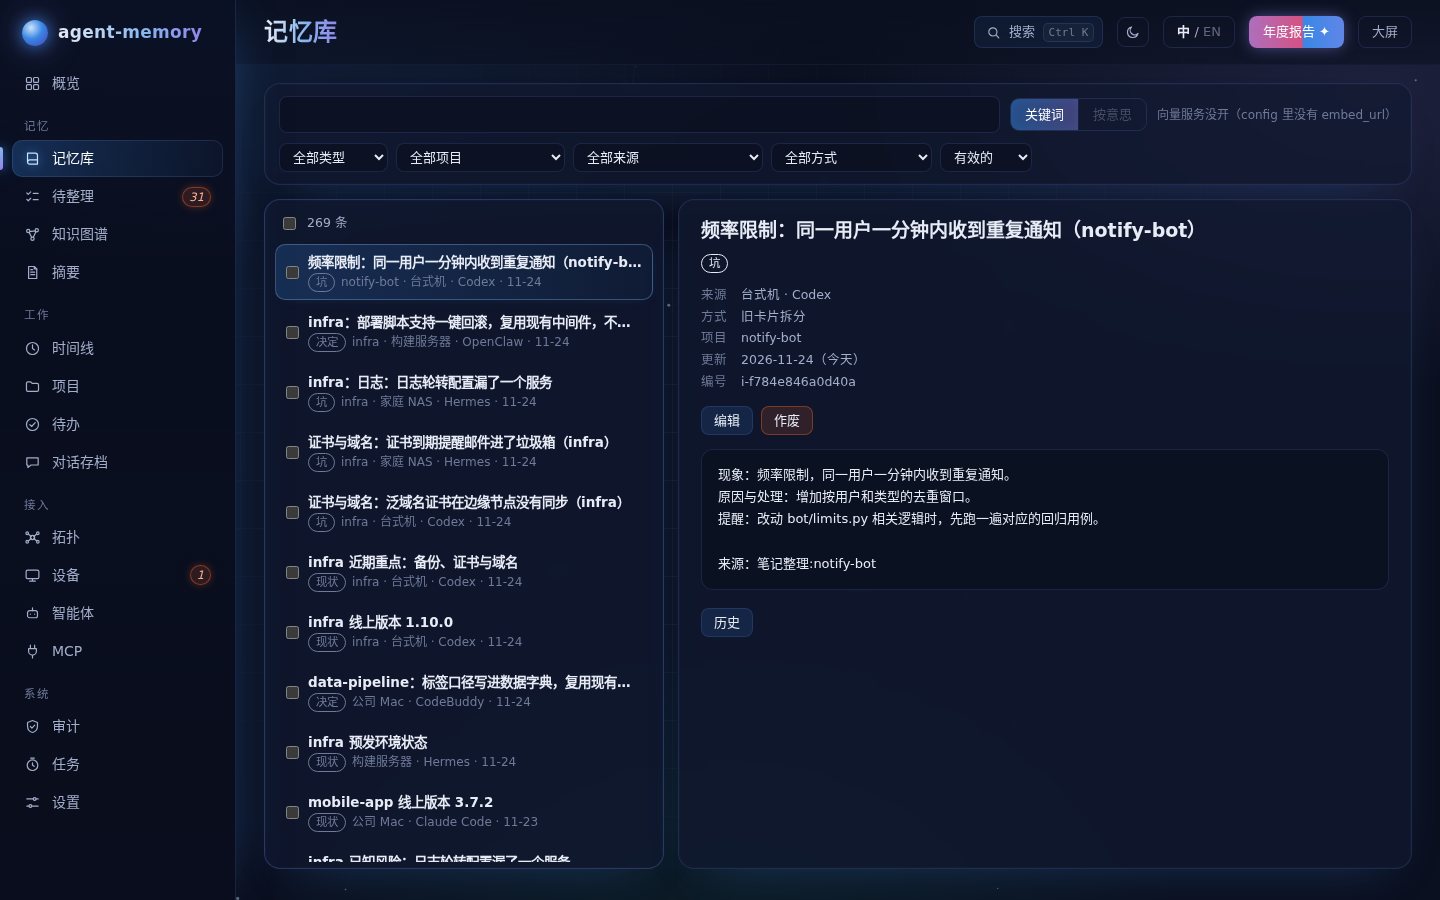 agent-memory
概览
记忆
记忆库
待整理 31
知识图谱
摘要
工作
时间线
项目
待办
对话存档
接入
拓扑
设备 1
智能体
MCP
系统
审计
任务
设置
记忆库
搜索 Ctrl K
中 / EN
年度报告 ✦
大屏
关键词 按意思 向量服务没开（config 里没有 embed_url）
全部类型 全部项目 全部来源 全部方式 有效的
269 条
频率限制：同一用户一分钟内收到重复通知（notify-b…
坑 notify-bot · 台式机 · Codex · 11-24
infra：部署脚本支持一键回滚，复用现有中间件，不…
决定 infra · 构建服务器 · OpenClaw · 11-24
infra：日志：日志轮转配置漏了一个服务
坑 infra · 家庭 NAS · Hermes · 11-24
证书与域名：证书到期提醒邮件进了垃圾箱（infra）
坑 infra · 家庭 NAS · Hermes · 11-24
证书与域名：泛域名证书在边缘节点没有同步（infra）
坑 infra · 台式机 · Codex · 11-24
infra 近期重点：备份、证书与域名
现状 infra · 台式机 · Codex · 11-24
infra 线上版本 1.10.0
现状 infra · 台式机 · Codex · 11-24
data-pipeline：标签口径写进数据字典，复用现有…
决定 公司 Mac · CodeBuddy · 11-24
infra 预发环境状态
现状 构建服务器 · Hermes · 11-24
mobile-app 线上版本 3.7.2
现状 公司 Mac · Claude Code · 11-23
infra 已知风险：日志轮转配置漏了一个服务
频率限制：同一用户一分钟内收到重复通知（notify-bot）
坑
来源 台式机 · Codex
方式 旧卡片拆分
项目 notify-bot
更新 2026-11-24（今天）
编号 i-f784e846a0d40a
编辑 作废
现象：频率限制，同一用户一分钟内收到重复通知。
原因与处理：增加按用户和类型的去重窗口。
提醒：改动 bot/limits.py 相关逻辑时，先跑一遍对应的回归用例。
来源：笔记整理:notify-bot
历史